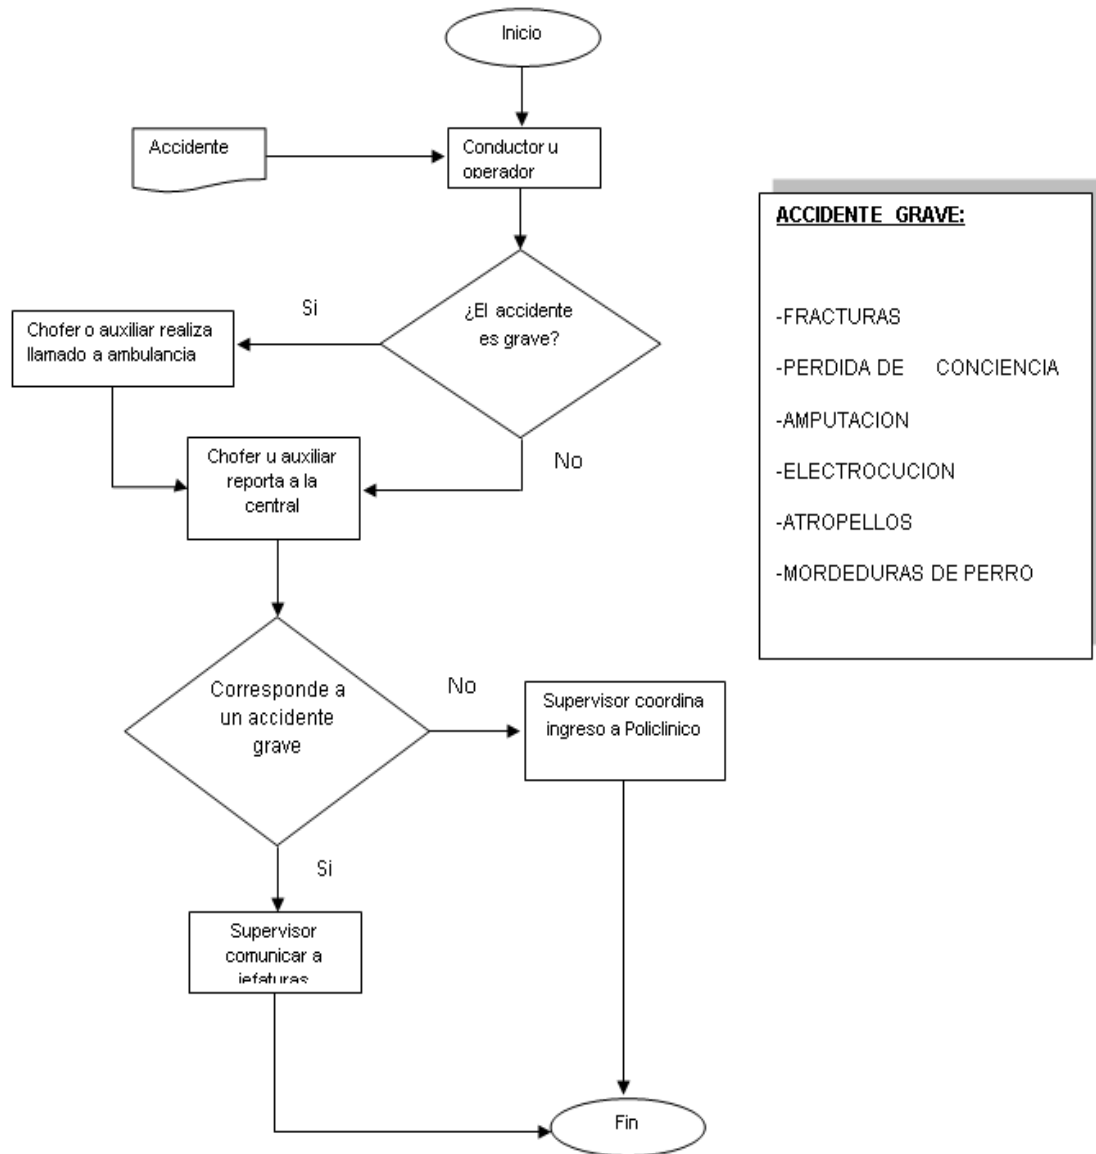 Inicio
Accidente
Conductor u
operador
¿El accidente
es grave?
Si
Chofer o auxiliar realiza
llamado a ambulancia
No
Chofer u auxiliar
reporta a la
central
Corresponde a
un accidente
grave
No
Supervisor coordina
ingreso a Policlinico
Si
Supervisor
comunicar a
jefaturas
Fin
ACCIDENTE GRAVE:
-FRACTURAS
-PERDIDA DE CONCIENCIA
-AMPUTACION
-ELECTROCUCION
-ATROPELLOS
-MORDEDURAS DE PERRO